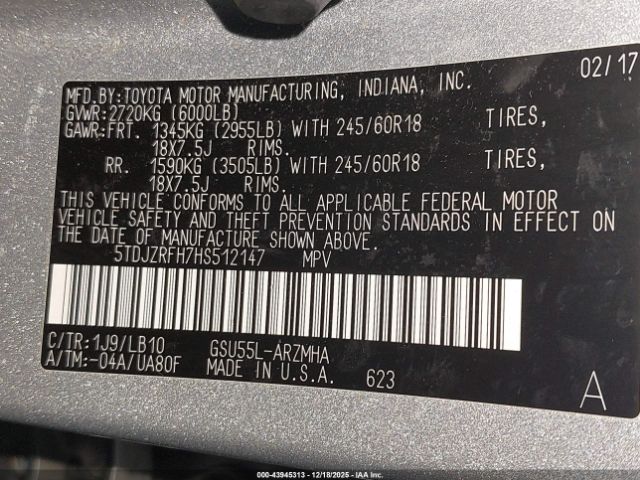 02/17
MFD.BY:TOYOTA MOTOR MANUFACTURING, INDIANA, INC.
GVWR:2720KG (6000LB)
GAWR:FRT. 1345KG (2955LB) WITH 245/60R18 TIRES,
18X7.5J RIMS.
RR. 1590KG (3505LB) WITH 245/60R18 TIRES,
18X7.5J RIMS.
THIS VEHICLE CONFORMS TO ALL APPLICABLE FEDERAL MOTOR
VEHICLE SAFETY AND THEFT PREVENTION STANDARDS IN EFFECT ON
THE DATE OF MANUFACTURE SHOWN ABOVE.
5TDJZRFH7HS512147 MPV
C/TR:1J9/LB10 GSU55L-ARZMHA
A/TM:-04A/UA80F MADE IN U.S.A. 623 A
000-43945313 - 12/18/2025 - IAA Inc.